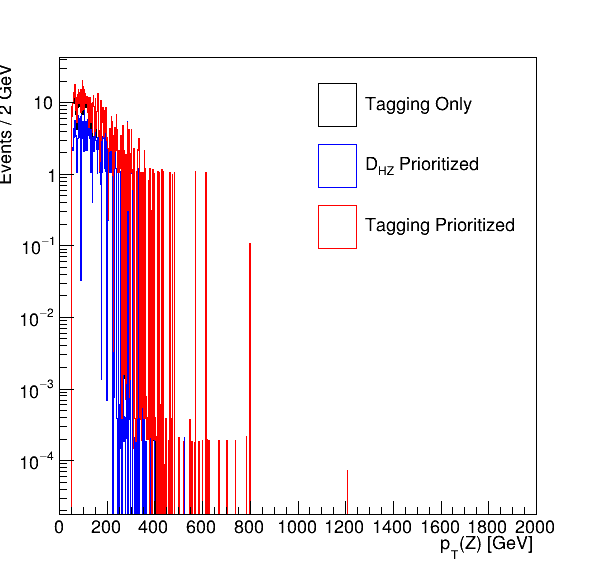 Events / 2 GeV
10
1
10⁻¹
10⁻²
10⁻³
10⁻⁴
Tagging Only
D_HZ Prioritized
Tagging Prioritized
0 200 400 600 800 1000 1200 1400 1600 1800 2000
p_T(Z) [GeV]